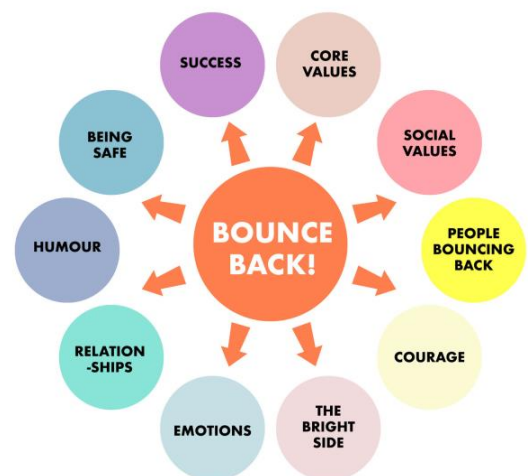 BOUNCE
BACK!
CORE
VALUES
SOCIAL
VALUES
PEOPLE
BOUNCING
BACK
COURAGE
THE
BRIGHT
SIDE
EMOTIONS
RELATION
-SHIPS
HUMOUR
BEING
SAFE
SUCCESS